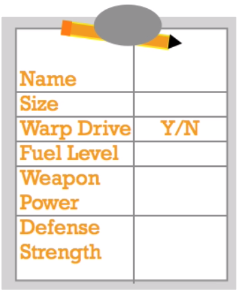 Name
Size
Warp Drive Y/N
Fuel Level
Weapon
Power
Defense
Strength